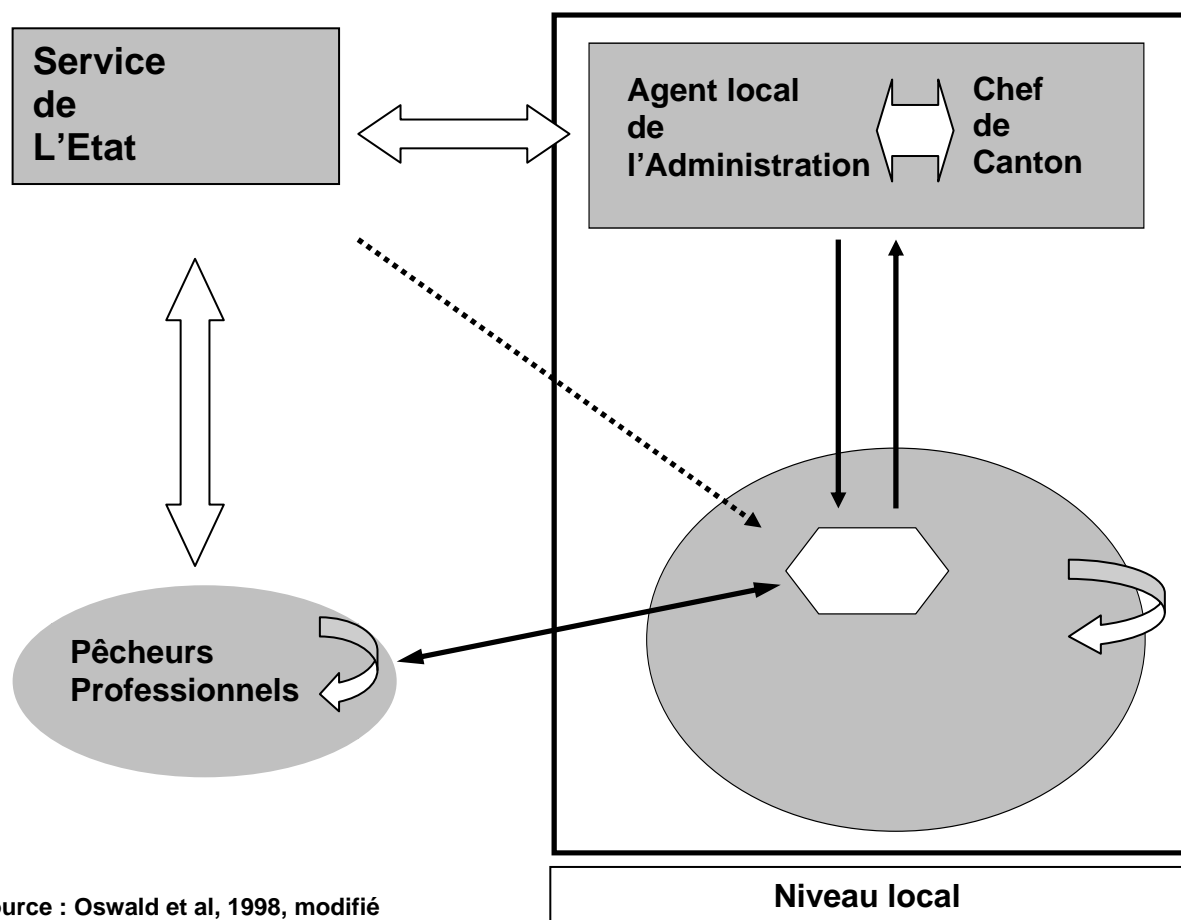 Service
de
L'Etat
Agent local
de
l'Administration
Chef
de
Canton
Pêcheurs
Professionnels
Niveau local
urce : Oswald et al, 1998, modifié